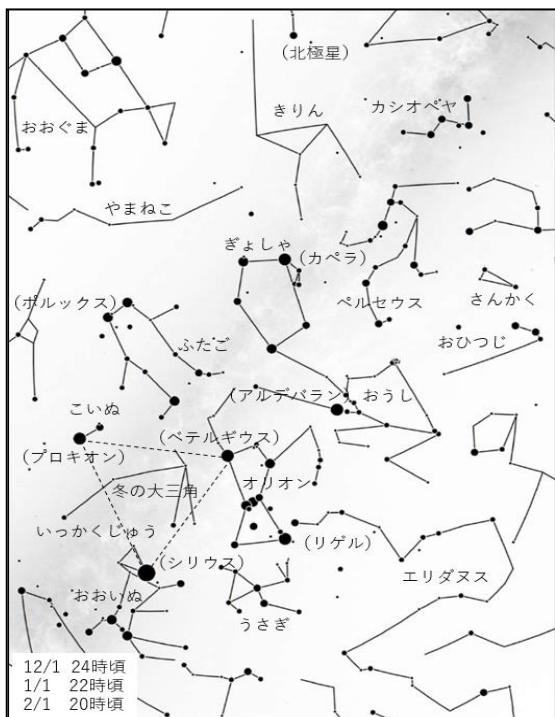 (北極星)
カシオペヤ
きりん
おおぐま
やまねこ
ぎょしゃ
(カペラ)
(ポルックス)
ペルセウス
さんかく
ふたご
おひつじ
(アルデバラン)
おうし
こいぬ
(プロキオン)
(ベテルギウス)
オリオン
冬の大三角
いっかくじゅう
(リゲル)
(シリウス)
エリダヌス
おおいぬ
うさぎ
12/1 24時頃
1/1 22時頃
2/1 20時頃